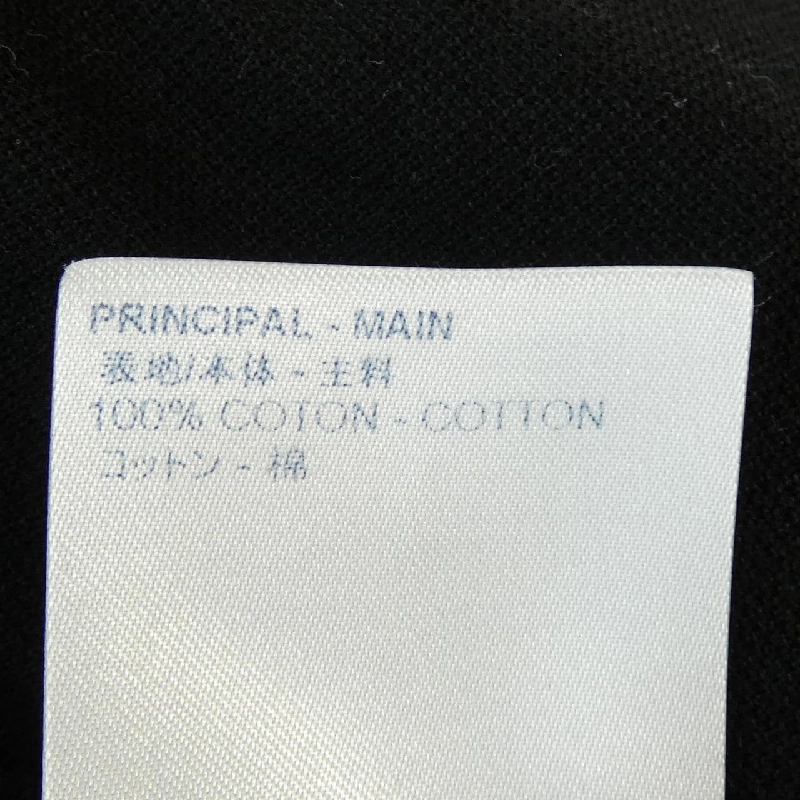 PRINCIPAL - MAIN
表地/本体 - 主料
100% COTON - COTTON
コットン - 棉